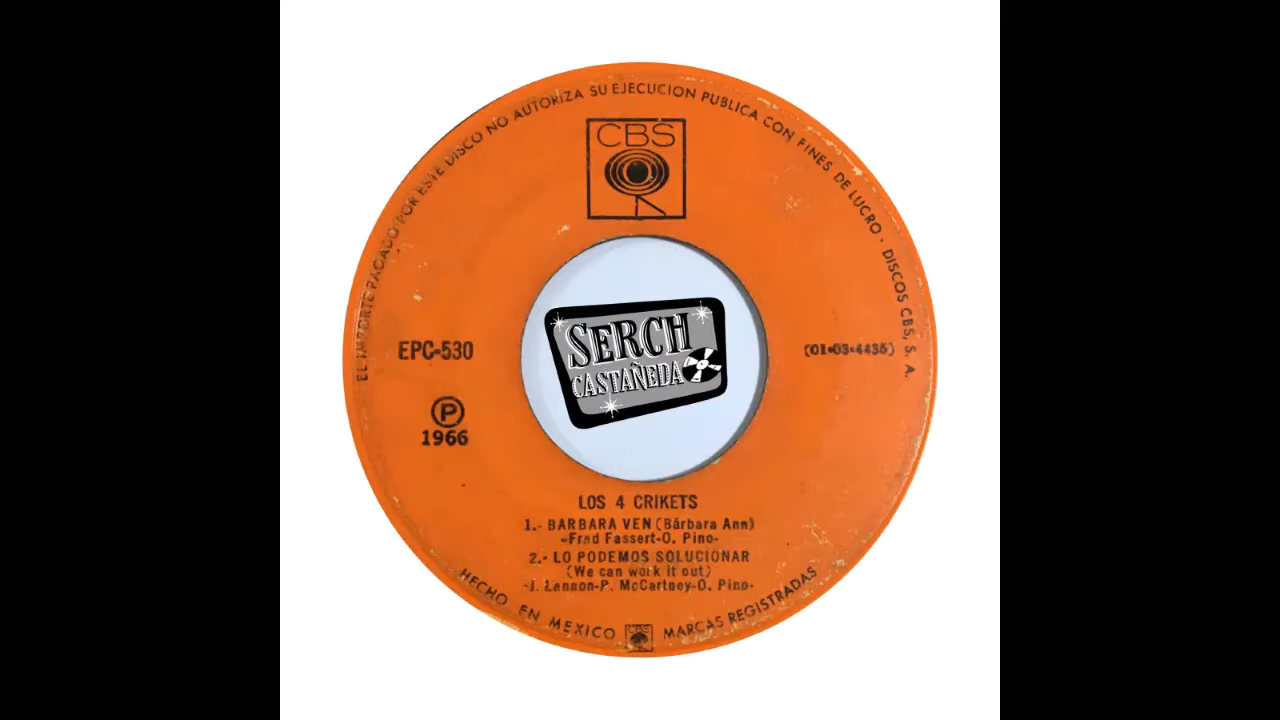 EL IMPORTE PAGADO POR ESTE DISCO NO AUTORIZA SU EJECUCION PUBLICA CON FINES DE LUCRO · DISCOS CBS, S. A.
CBS
SERCH
CASTAÑEDA
EPC-530
(01-03-4435)
P
1966
LOS 4 CRIKETS
1.- BARBARA VEN (Bárbara Ann)
-Fred Fassert-O. Pino-
2.- LO PODEMOS SOLUCIONAR
(We can work it out)
-J. Lennon-P. McCartney-O. Pino-
HECHO EN MEXICO CBS MARCAS REGISTRADAS